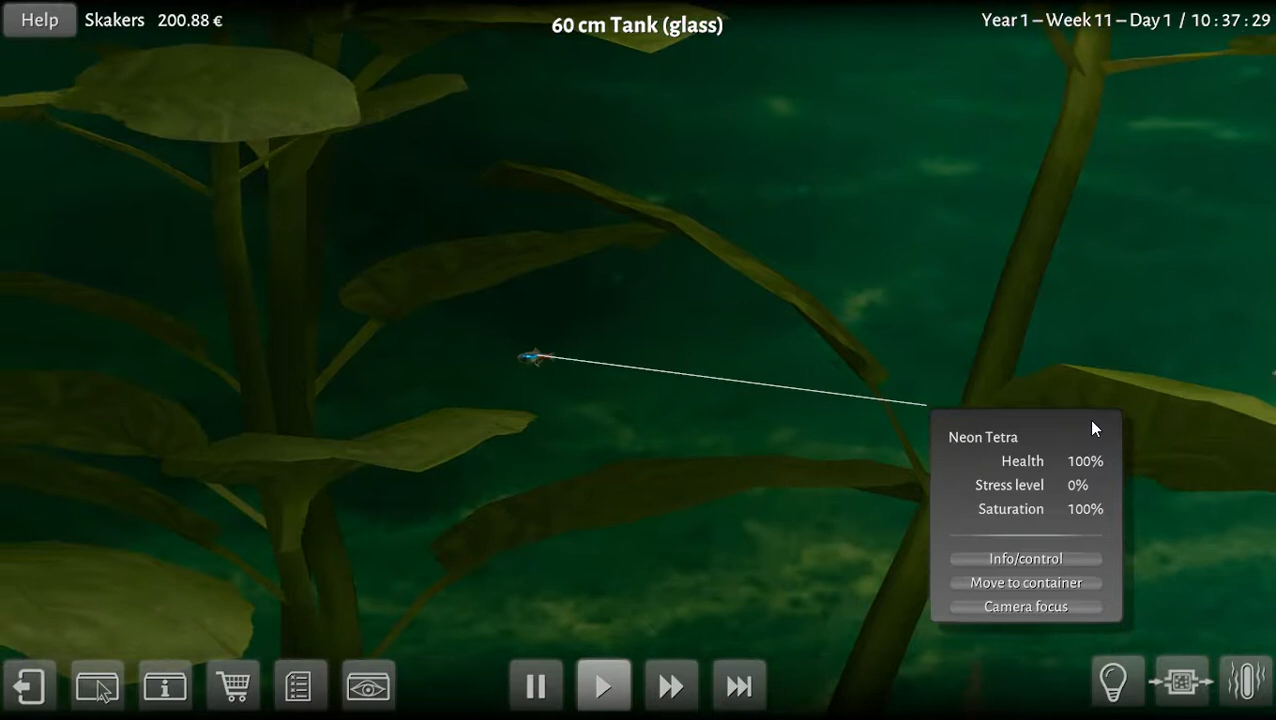 Help
Skakers 200.88 €
60 cm Tank (glass)
Year 1 – Week 11 – Day 1 / 10:37:29
Neon Tetra
Health 100%
Stress level 0%
Saturation 100%
Info/control
Move to container
Camera focus